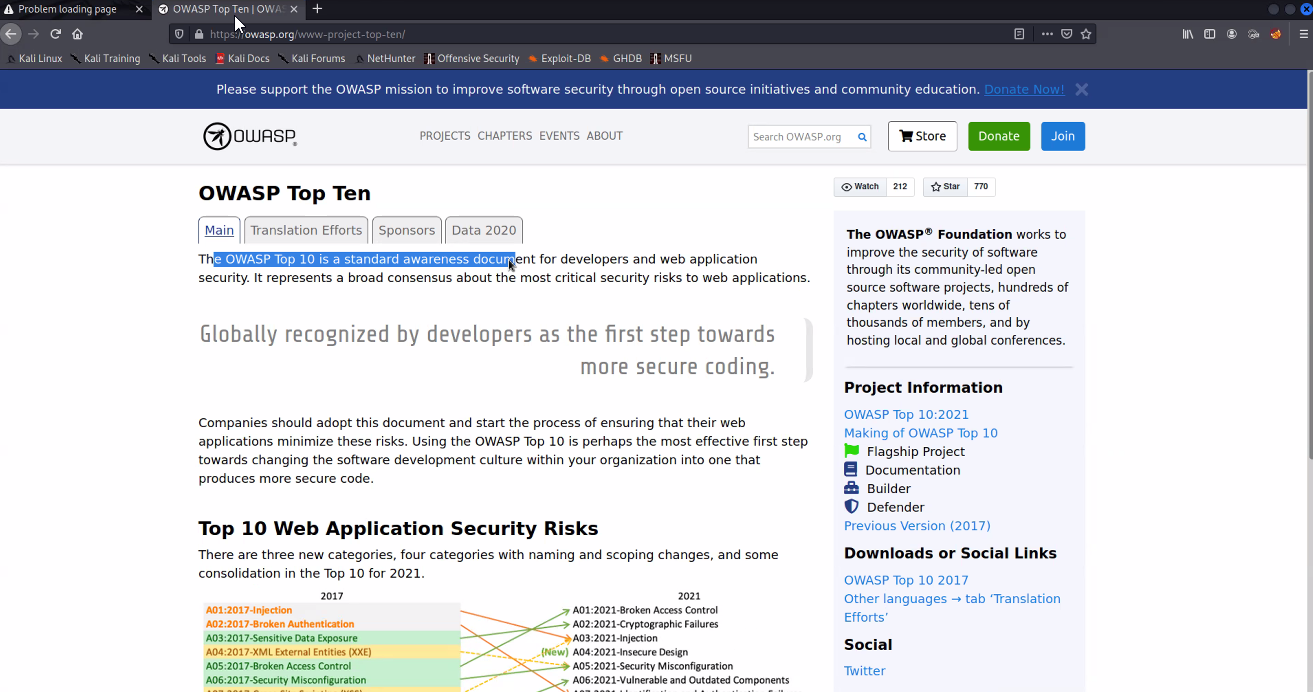 Problem loading page
OWASP Top Ten | OWAS
https://owasp.org/www-project-top-ten/
Kali Linux Kali Training Kali Tools Kali Docs Kali Forums NetHunter Offensive Security Exploit-DB GHDB MSFU
Please support the OWASP mission to improve software security through open source initiatives and community education. Donate Now!
OWASP
PROJECTS CHAPTERS EVENTS ABOUT
Search OWASP.org
Store
Donate
Join
OWASP Top Ten
Main Translation Efforts Sponsors Data 2020
The OWASP Top 10 is a standard awareness document for developers and web application
security. It represents a broad consensus about the most critical security risks to web applications.
Globally recognized by developers as the first step towards
more secure coding.
Companies should adopt this document and start the process of ensuring that their web
applications minimize these risks. Using the OWASP Top 10 is perhaps the most effective first step
towards changing the software development culture within your organization into one that
produces more secure code.
Top 10 Web Application Security Risks
There are three new categories, four categories with naming and scoping changes, and some
consolidation in the Top 10 for 2021.
2017
A01:2017-Injection
A02:2017-Broken Authentication
A03:2017-Sensitive Data Exposure
A04:2017-XML External Entities (XXE)
A05:2017-Broken Access Control
A06:2017-Security Misconfiguration
2021
A01:2021-Broken Access Control
A02:2021-Cryptographic Failures
A03:2021-Injection
(New) A04:2021-Insecure Design
A05:2021-Security Misconfiguration
A06:2021-Vulnerable and Outdated Components
Watch 212
Star 770
The OWASP® Foundation works to
improve the security of software
through its community-led open
source software projects, hundreds of
chapters worldwide, tens of
thousands of members, and by
hosting local and global conferences.
Project Information
OWASP Top 10:2021
Making of OWASP Top 10
Flagship Project
Documentation
Builder
Defender
Previous Version (2017)
Downloads or Social Links
OWASP Top 10 2017
Other languages → tab ‘Translation
Efforts’
Social
Twitter